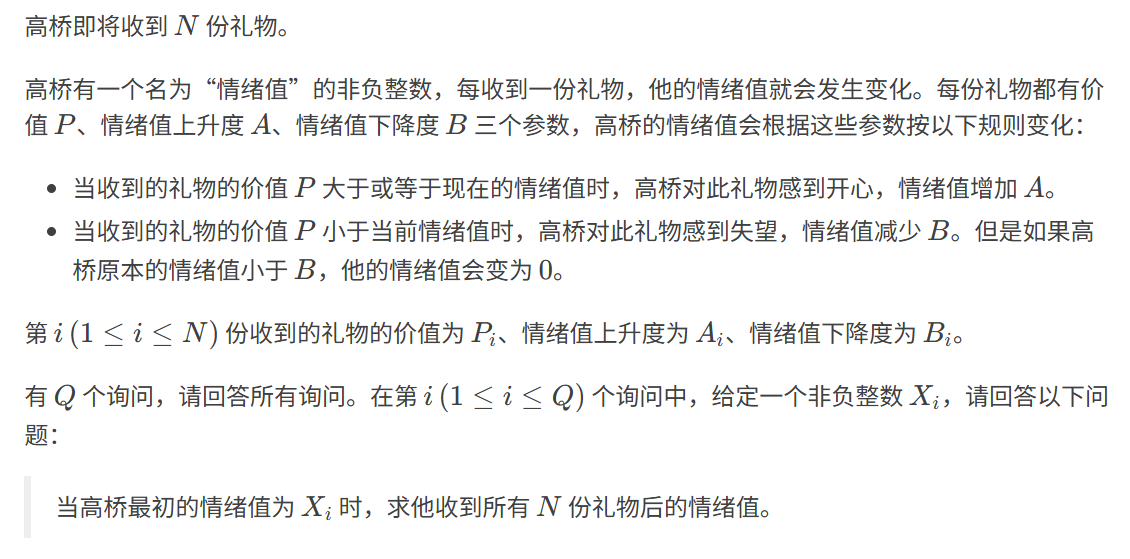 高桥即将收到 N 份礼物。
高桥有一个名为“情绪值”的非负整数，每收到一份礼物，他的情绪值就会发生变化。每份礼物都有价
值 P、情绪值上升度 A、情绪值下降度 B 三个参数，高桥的情绪值会根据这些参数按以下规则变化：
• 当收到的礼物的价值 P 大于或等于现在的情绪值时，高桥对此礼物感到开心，情绪值增加 A。
• 当收到的礼物的价值 P 小于当前情绪值时，高桥对此礼物感到失望，情绪值减少 B。但是如果高
桥原本的情绪值小于 B，他的情绪值会变为 0。
第 i (1 ≤ i ≤ N) 份收到的礼物的价值为 P_i、情绪值上升度为 A_i、情绪值下降度为 B_i。
有 Q 个询问，请回答所有询问。在第 i (1 ≤ i ≤ Q) 个询问中，给定一个非负整数 X_i，请回答以下问
题：
当高桥最初的情绪值为 X_i 时，求他收到所有 N 份礼物后的情绪值。